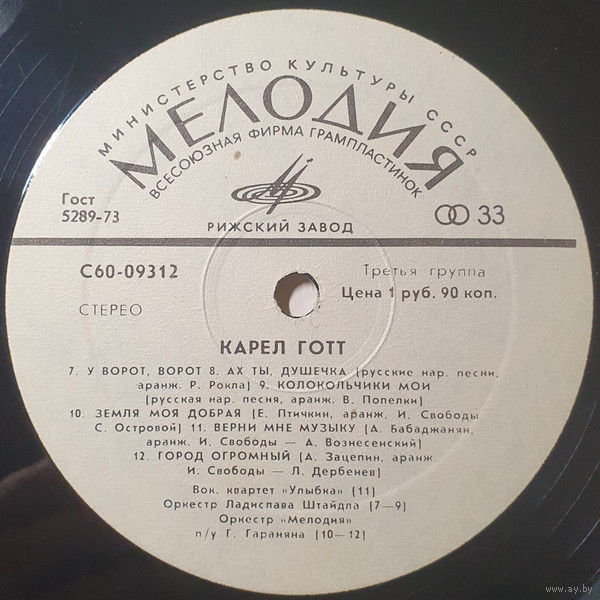 МИНИСТЕРСТВО КУЛЬТУРЫ СССР
МЕЛОДИЯ
ВСЕСОЮЗНАЯ ФИРМА ГРАМПЛАСТИНОК
Гост
5289-73
33
РИЖСКИЙ ЗАВОД
С60-09312
Третья группа
Цена 1 руб. 90 коп.
СТЕРЕО
КАРЕЛ ГОТТ
7. У ВОРОТ, ВОРОТ 8. АХ ТЫ, ДУШЕЧКА (русские нар. песни,
аранж. Р. Рокла) 9. КОЛОКОЛЬЧИКИ МОИ
(русская нар. песня, аранж. В. Попелки)
10. ЗЕМЛЯ МОЯ ДОБРАЯ (Е. Птичкин, аранж. И. Свободы
С. Островой) 11. ВЕРНИ МНЕ МУЗЫКУ (А. Бабаджанян,
аранж. И. Свободы — А. Вознесенский)
12. ГОРОД ОГРОМНЫЙ (А. Зацепин, аранж.
И. Свободы — Л. Дербенев)
Вок. квартет «Улыбка» (11)
Оркестр Ладислава Штайдла (7—9)
Оркестр «Мелодия»
п/у Г. Гараняна (10—12)
www.ay.by